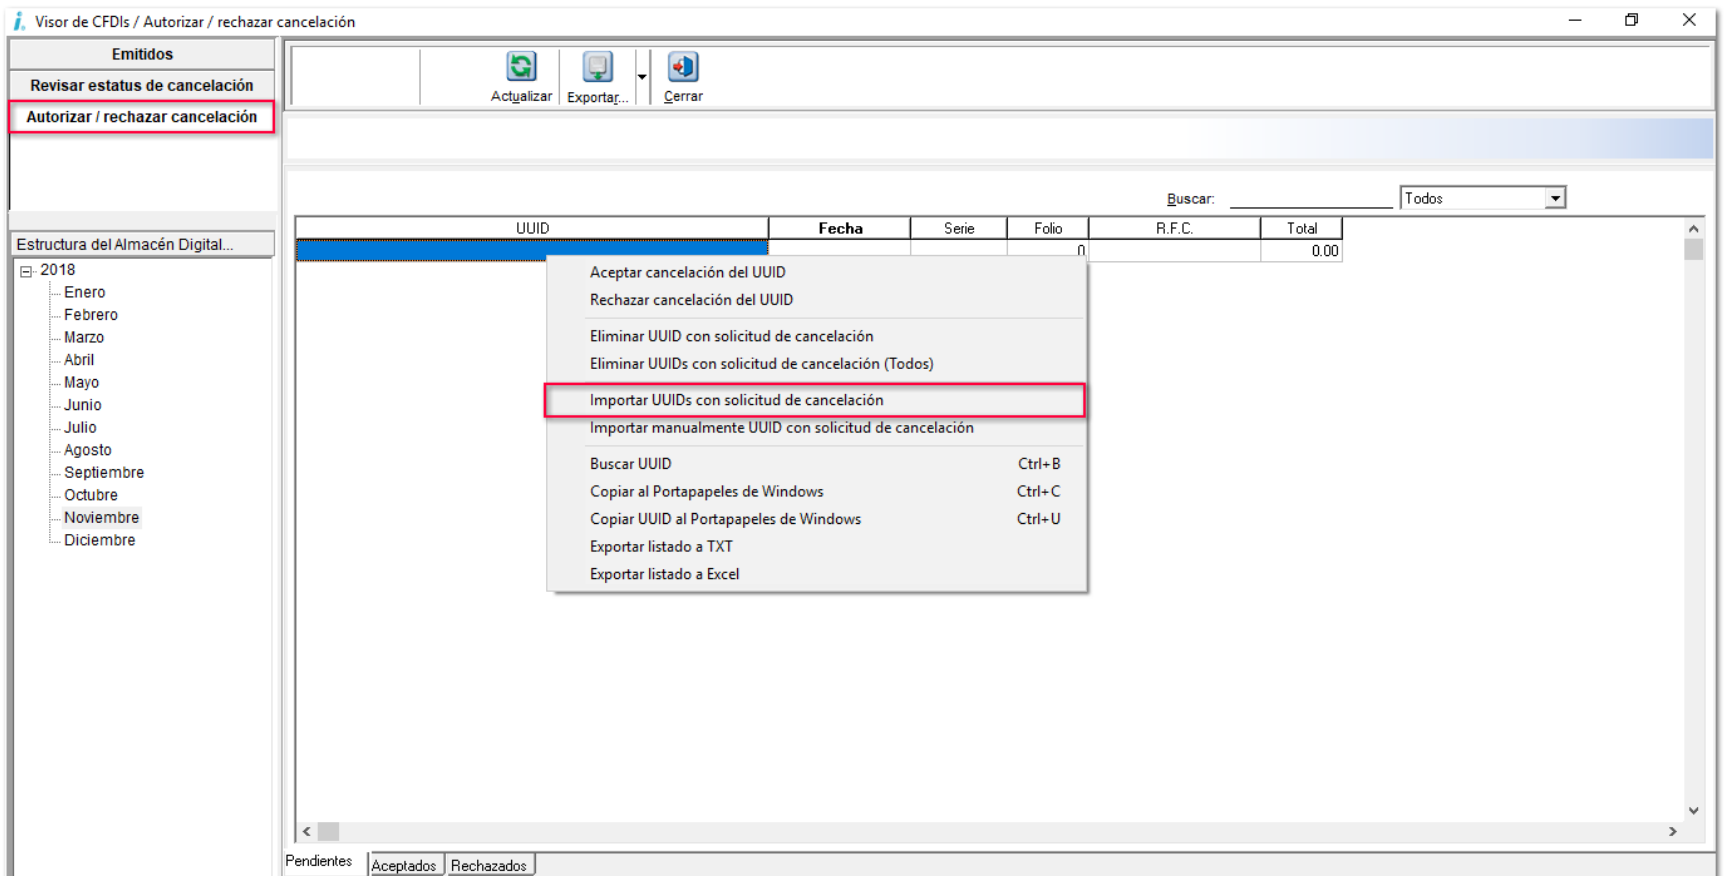 Visor de CFDIs / Autorizar / rechazar cancelación
Emitidos
Revisar estatus de cancelación
Autorizar / rechazar cancelación
Actualizar
Exportar...
Cerrar
Buscar:
Todos
Estructura del Almacén Digital...
2018
Enero
Febrero
Marzo
Abril
Mayo
Junio
Julio
Agosto
Septiembre
Octubre
Noviembre
Diciembre
UUID Fecha Serie Folio R.F.C. Total
0 0.00
Aceptar cancelación del UUID
Rechazar cancelación del UUID
Eliminar UUID con solicitud de cancelación
Eliminar UUIDs con solicitud de cancelación (Todos)
Importar UUIDs con solicitud de cancelación
Importar manualmente UUID con solicitud de cancelación
Buscar UUID Ctrl+B
Copiar al Portapapeles de Windows Ctrl+C
Copiar UUID al Portapapeles de Windows Ctrl+U
Exportar listado a TXT
Exportar listado a Excel
Pendientes Aceptados Rechazados